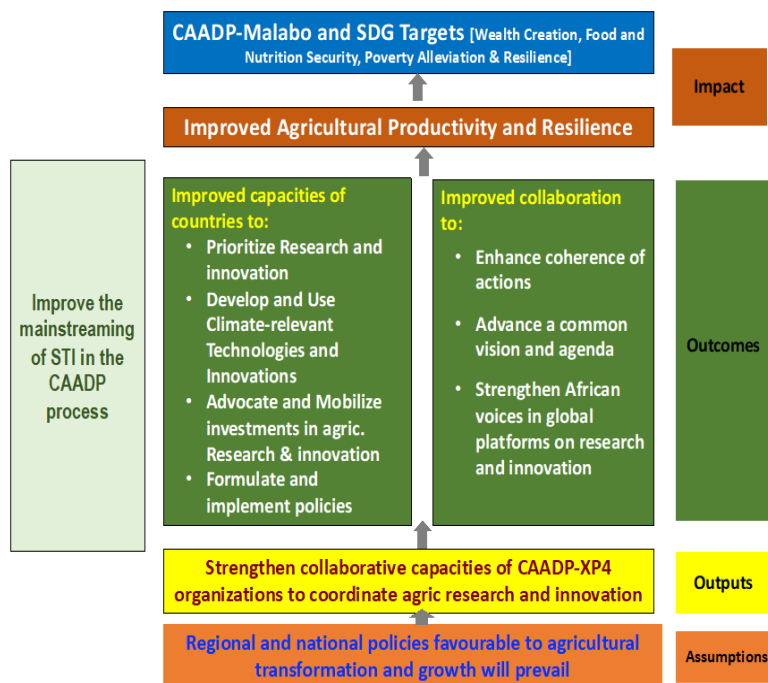 CAADP-Malabo and SDG Targets [Wealth Creation, Food and
Nutrition Security, Poverty Alleviation & Resilience]
Impact
Improved Agricultural Productivity and Resilience
Improve the
mainstreaming
of STI in the
CAADP
process
Improved capacities of
countries to:
• Prioritize Research and
innovation
• Develop and Use
Climate-relevant
Technologies and
Innovations
• Advocate and Mobilize
investments in agric.
Research & innovation
• Formulate and
implement policies
Improved collaboration
to:
• Enhance coherence of
actions
• Advance a common
vision and agenda
• Strengthen African
voices in global
platforms on research
and innovation
Outcomes
Strengthen collaborative capacities of CAADP-XP4
organizations to coordinate agric research and innovation
Outputs
Regional and national policies favourable to agricultural
transformation and growth will prevail
Assumptions